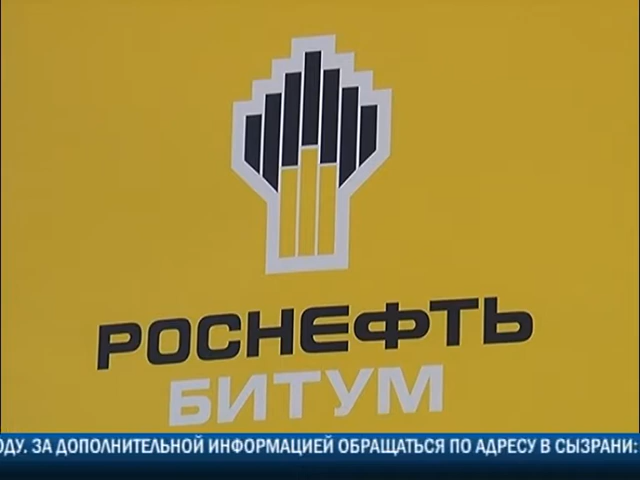 РОСНЕФТЬ
БИТУМ
ОДУ. ЗА ДОПОЛНИТЕЛЬНОЙ ИНФОРМАЦИЕЙ ОБРАЩАТЬСЯ ПО АДРЕСУ В СЫЗРАНИ: